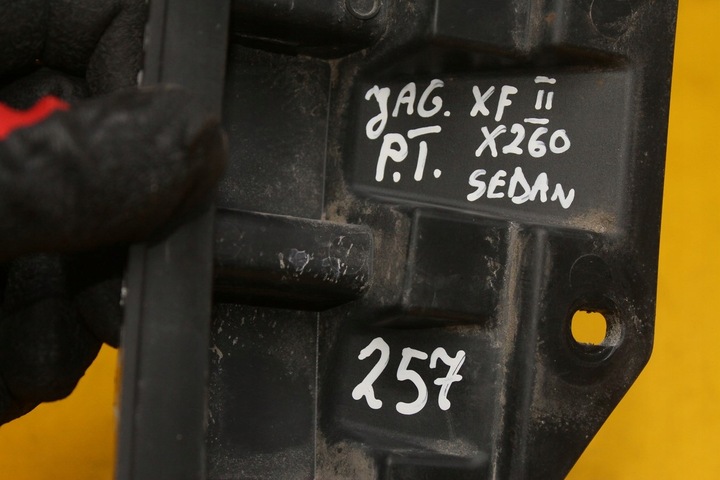 JAG. XF II
P.T. X260
SEDAN
257